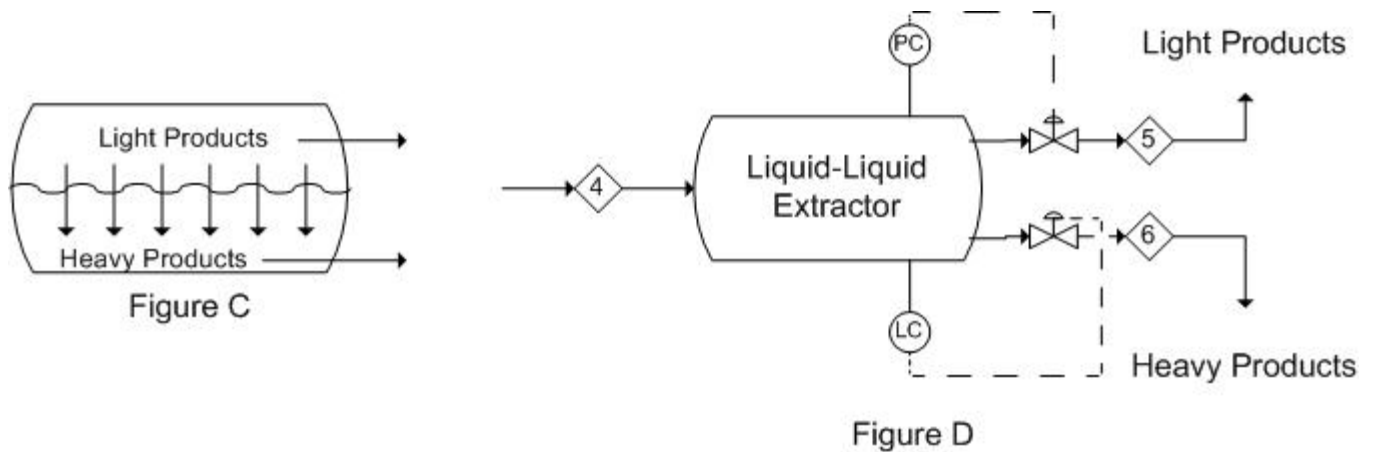 Light Products
Heavy Products
Figure C
PC
Light Products
4
Liquid-Liquid
Extractor
5
6
LC
Heavy Products
Figure D